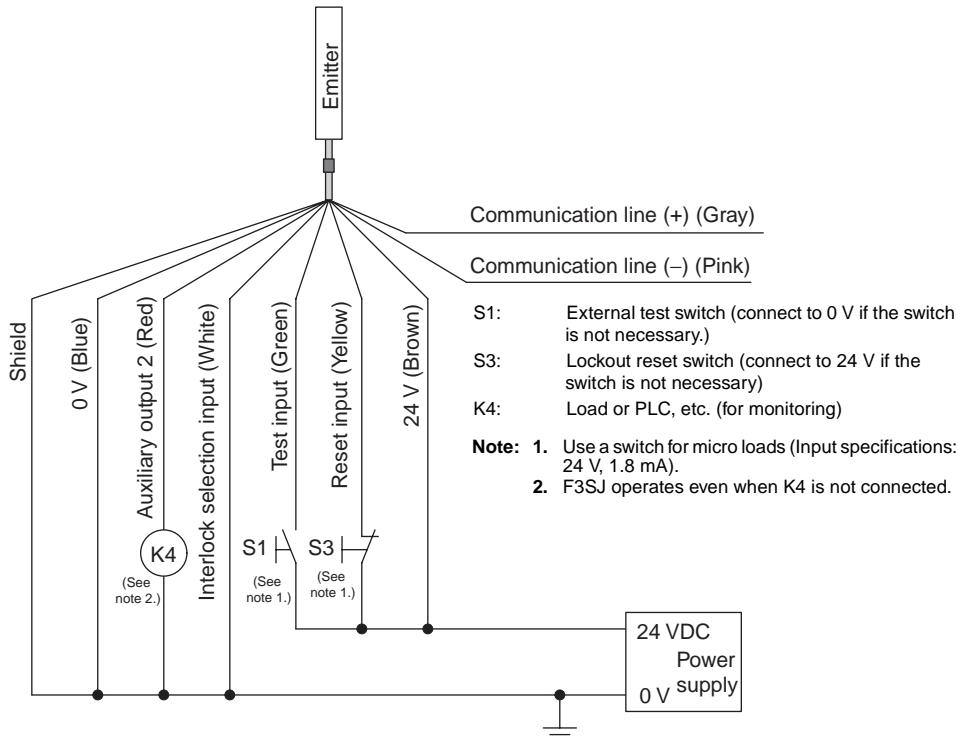 Emitter
Communication line (+) (Gray)
Communication line (−) (Pink)
Shield
0 V (Blue)
Auxiliary output 2 (Red)
Interlock selection input (White)
Test input (Green)
Reset input (Yellow)
24 V (Brown)
S1: External test switch (connect to 0 V if the switch
is not necessary.)
S3: Lockout reset switch (connect to 24 V if the
switch is not necessary)
K4: Load or PLC, etc. (for monitoring)
Note: 1. Use a switch for micro loads (Input specifications:
24 V, 1.8 mA).
2. F3SJ operates even when K4 is not connected.
K4
(See
note 2.)
S1
(See
note 1.)
S3
(See
note 1.)
24 VDC
Power
supply
0 V